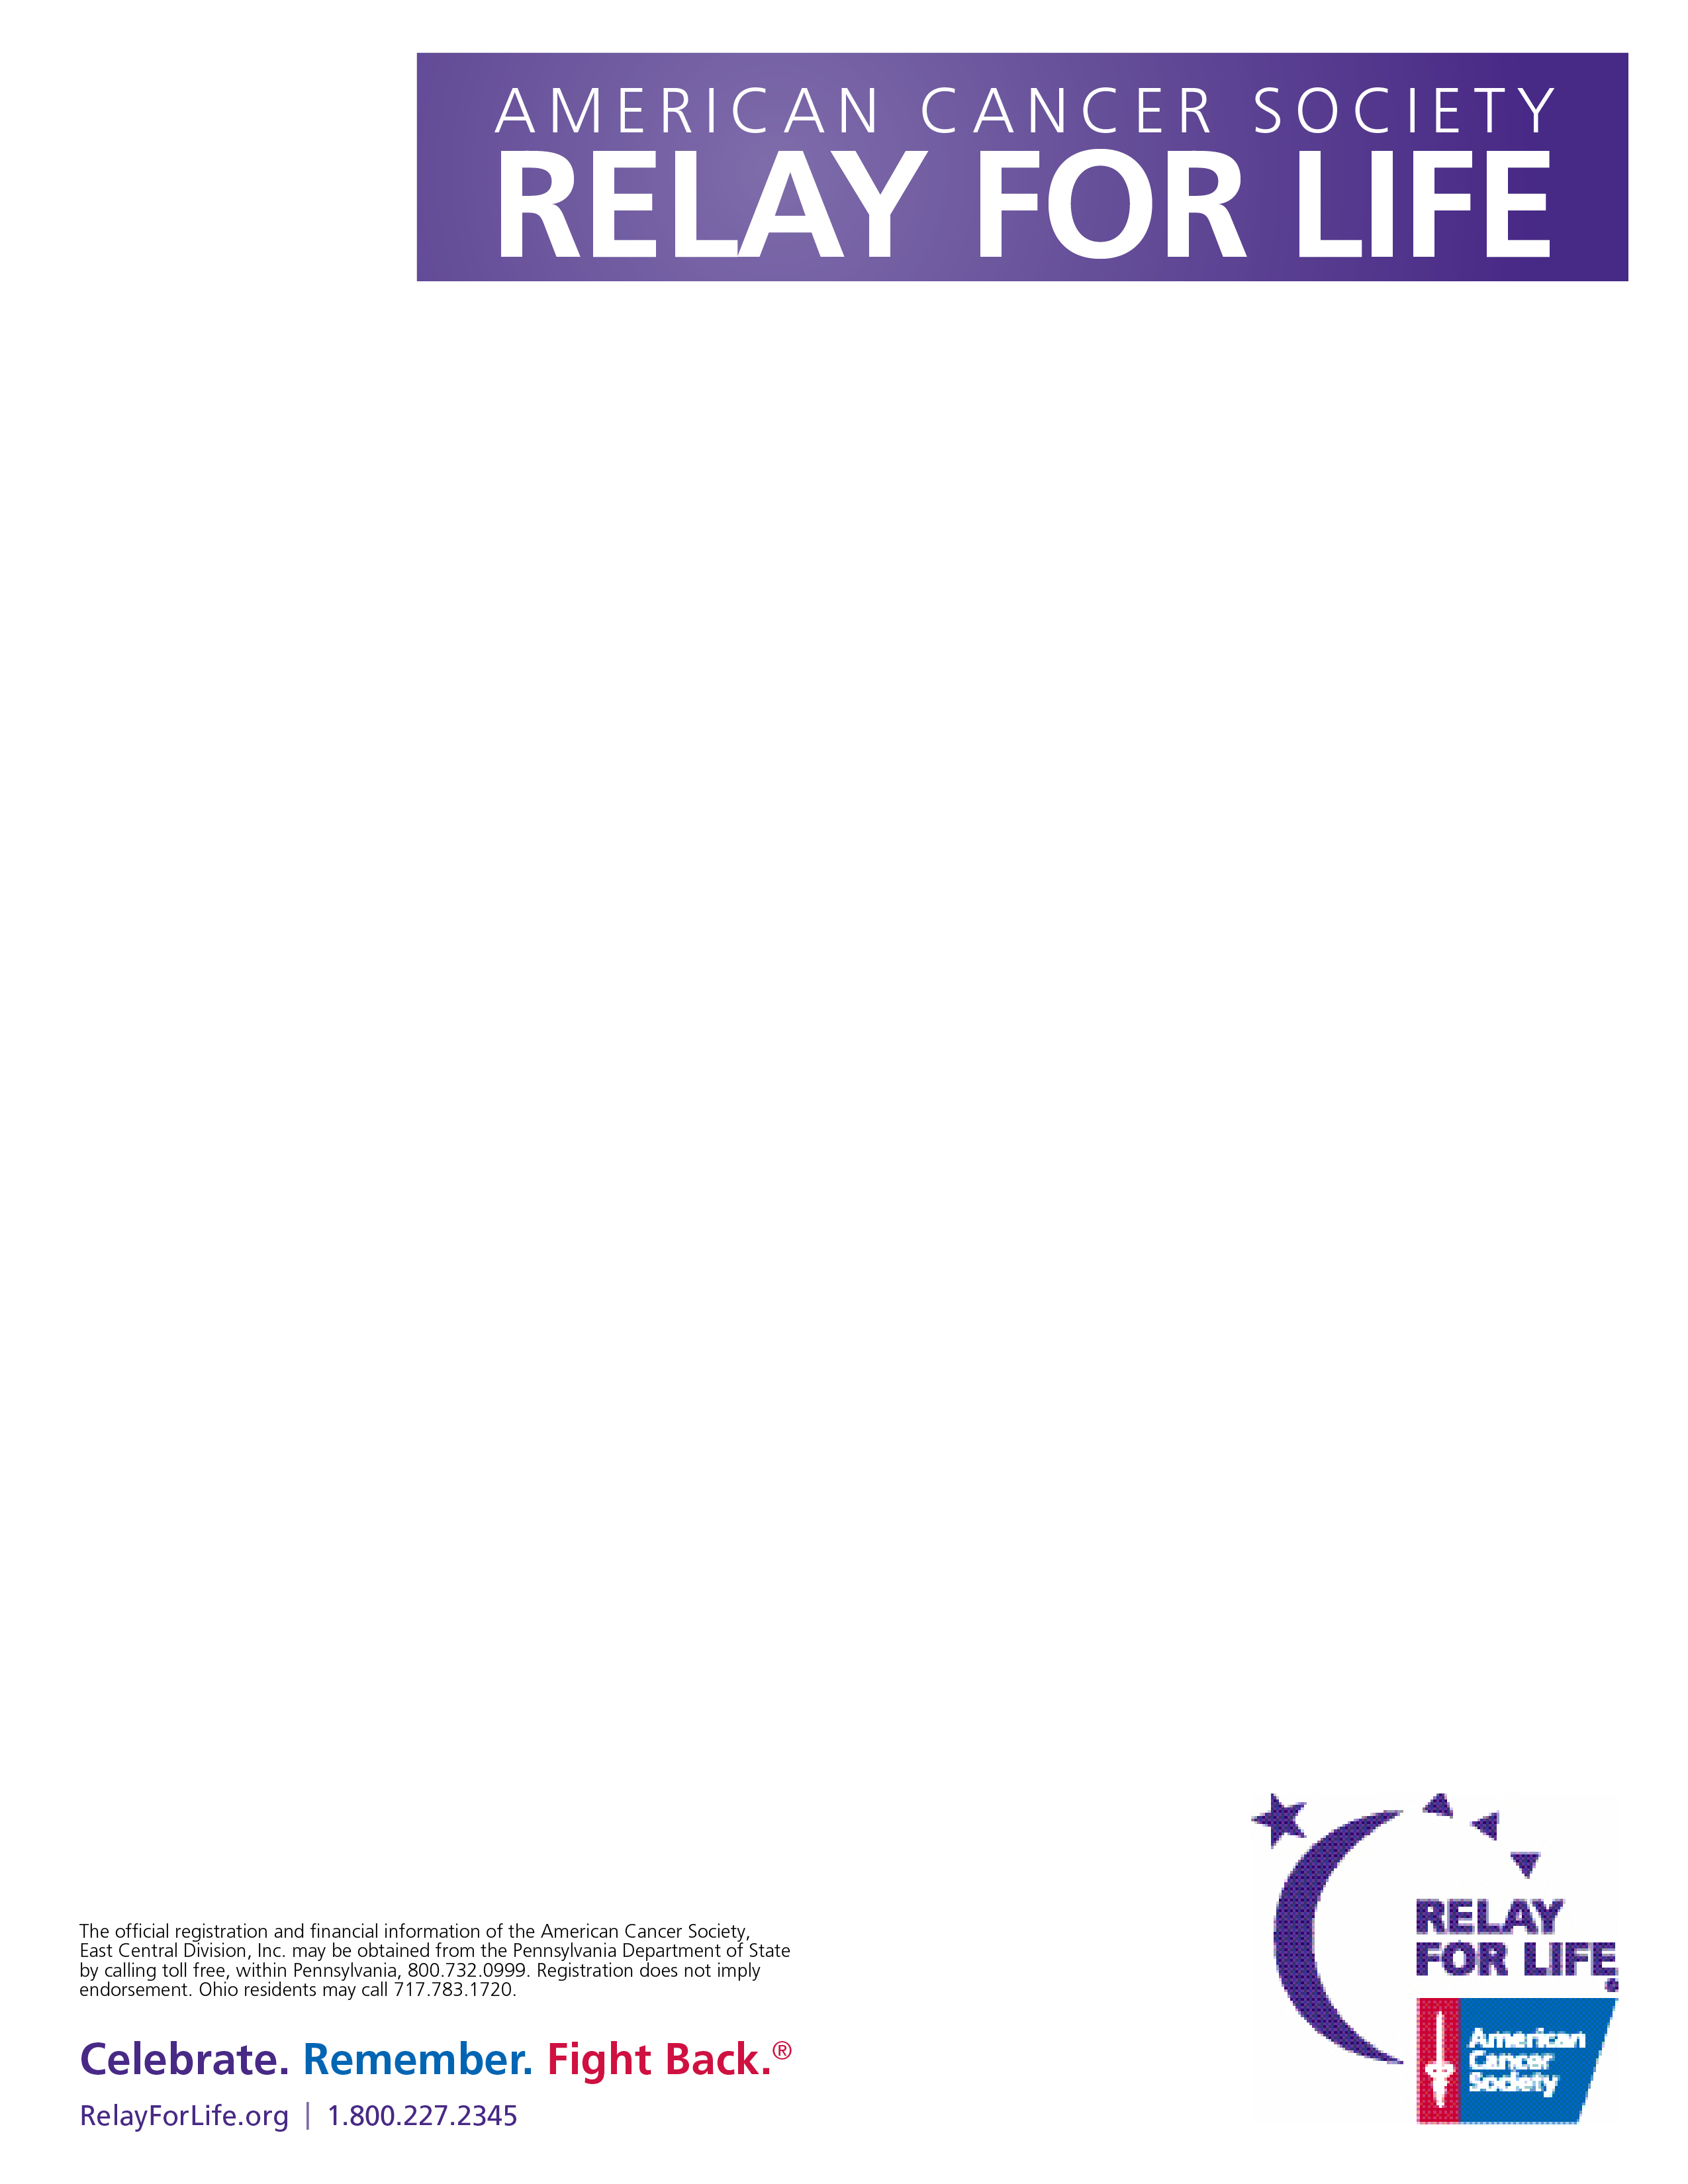 AMERICAN CANCER SOCIETY
RELAY FOR LIFE
The official registration and financial information of the American Cancer Society,
East Central Division, Inc. may be obtained from the Pennsylvania Department of State
by calling toll free, within Pennsylvania, 800.732.0999. Registration does not imply
endorsement. Ohio residents may call 717.783.1720.
Celebrate. Remember. Fight Back.®
RelayForLife.org | 1.800.227.2345
RELAY
FOR LIFE
American
Cancer
Society